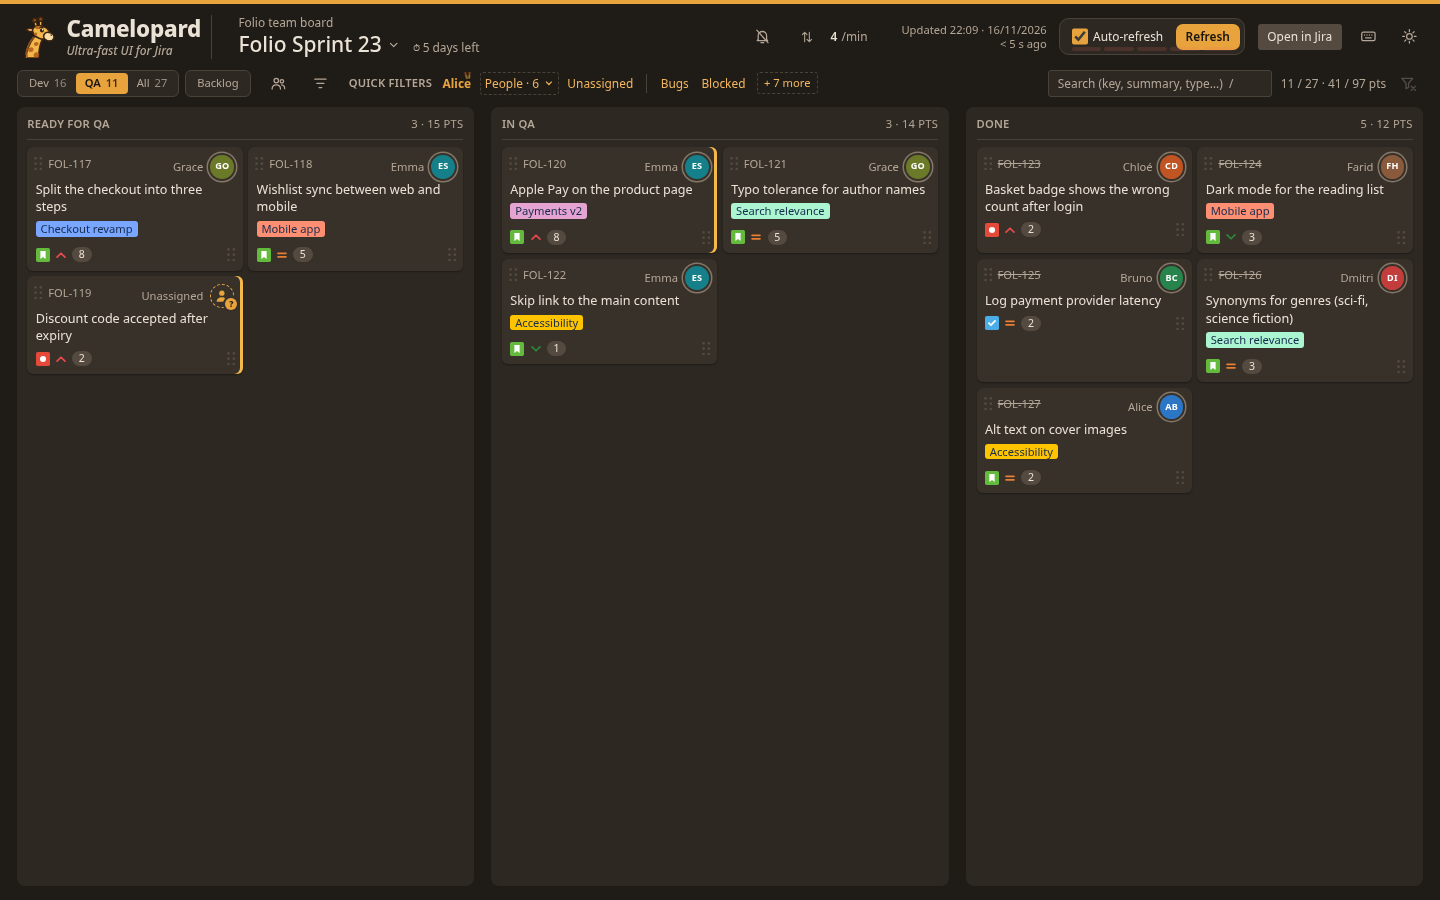 Camelopard
Ultra-fast UI for Jira
Folio team board
Folio Sprint 23
5 days left
4 /min
Updated 22:09 · 16/11/2026
< 5 s ago
Auto-refresh
Refresh
Open in Jira
Dev 16
QA 11
All 27
Backlog
QUICK FILTERS
Alice
People · 6
Unassigned
Bugs
Blocked
+ 7 more
Search (key, summary, type...) /
11 / 27 · 41 / 97 pts
READY FOR QA
3 · 15 PTS
FOL-117
Grace
GO
Split the checkout into three
steps
Checkout revamp
8
FOL-118
Emma
ES
Wishlist sync between web and
mobile
Mobile app
5
FOL-119
Unassigned
?
Discount code accepted after
expiry
2
IN QA
3 · 14 PTS
FOL-120
Emma
ES
Apple Pay on the product page
Payments v2
8
FOL-121
Grace
GO
Typo tolerance for author names
Search relevance
5
FOL-122
Emma
ES
Skip link to the main content
Accessibility
1
DONE
5 · 12 PTS
FOL-123
Chloé
CD
Basket badge shows the wrong
count after login
2
FOL-124
Farid
FH
Dark mode for the reading list
Mobile app
3
FOL-125
Bruno
BC
Log payment provider latency
2
FOL-126
Dmitri
DI
Synonyms for genres (sci-fi,
science fiction)
Search relevance
3
FOL-127
Alice
AB
Alt text on cover images
Accessibility
2